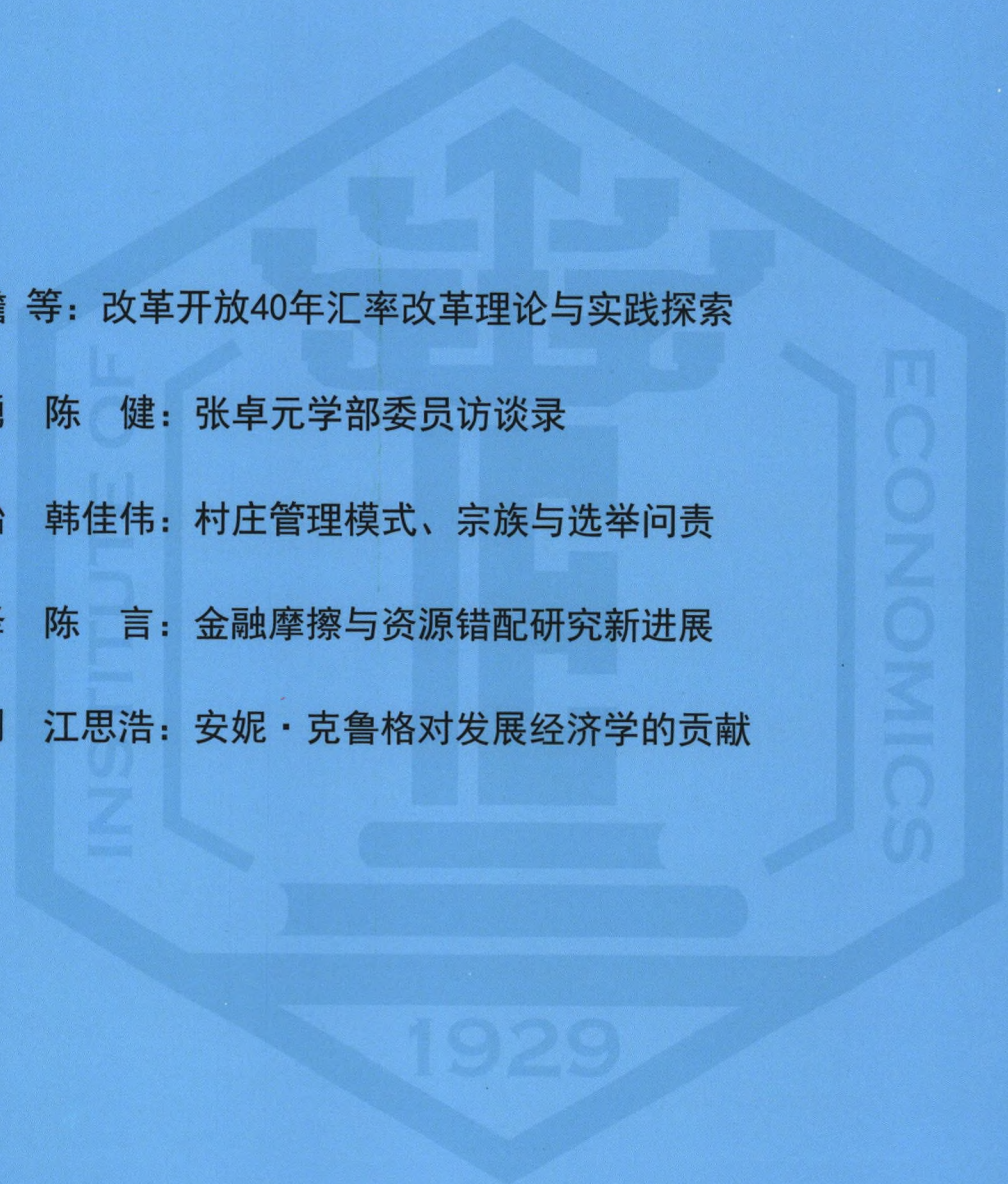 等：改革开放40年汇率改革理论与实践探索
陈　健：张卓元学部委员访谈录
韩佳伟：村庄管理模式、宗族与选举问责
陈　言：金融摩擦与资源错配研究新进展
江思浩：安妮·克鲁格对发展经济学的贡献
INSTITUTE OF
ECONOMICS
1929